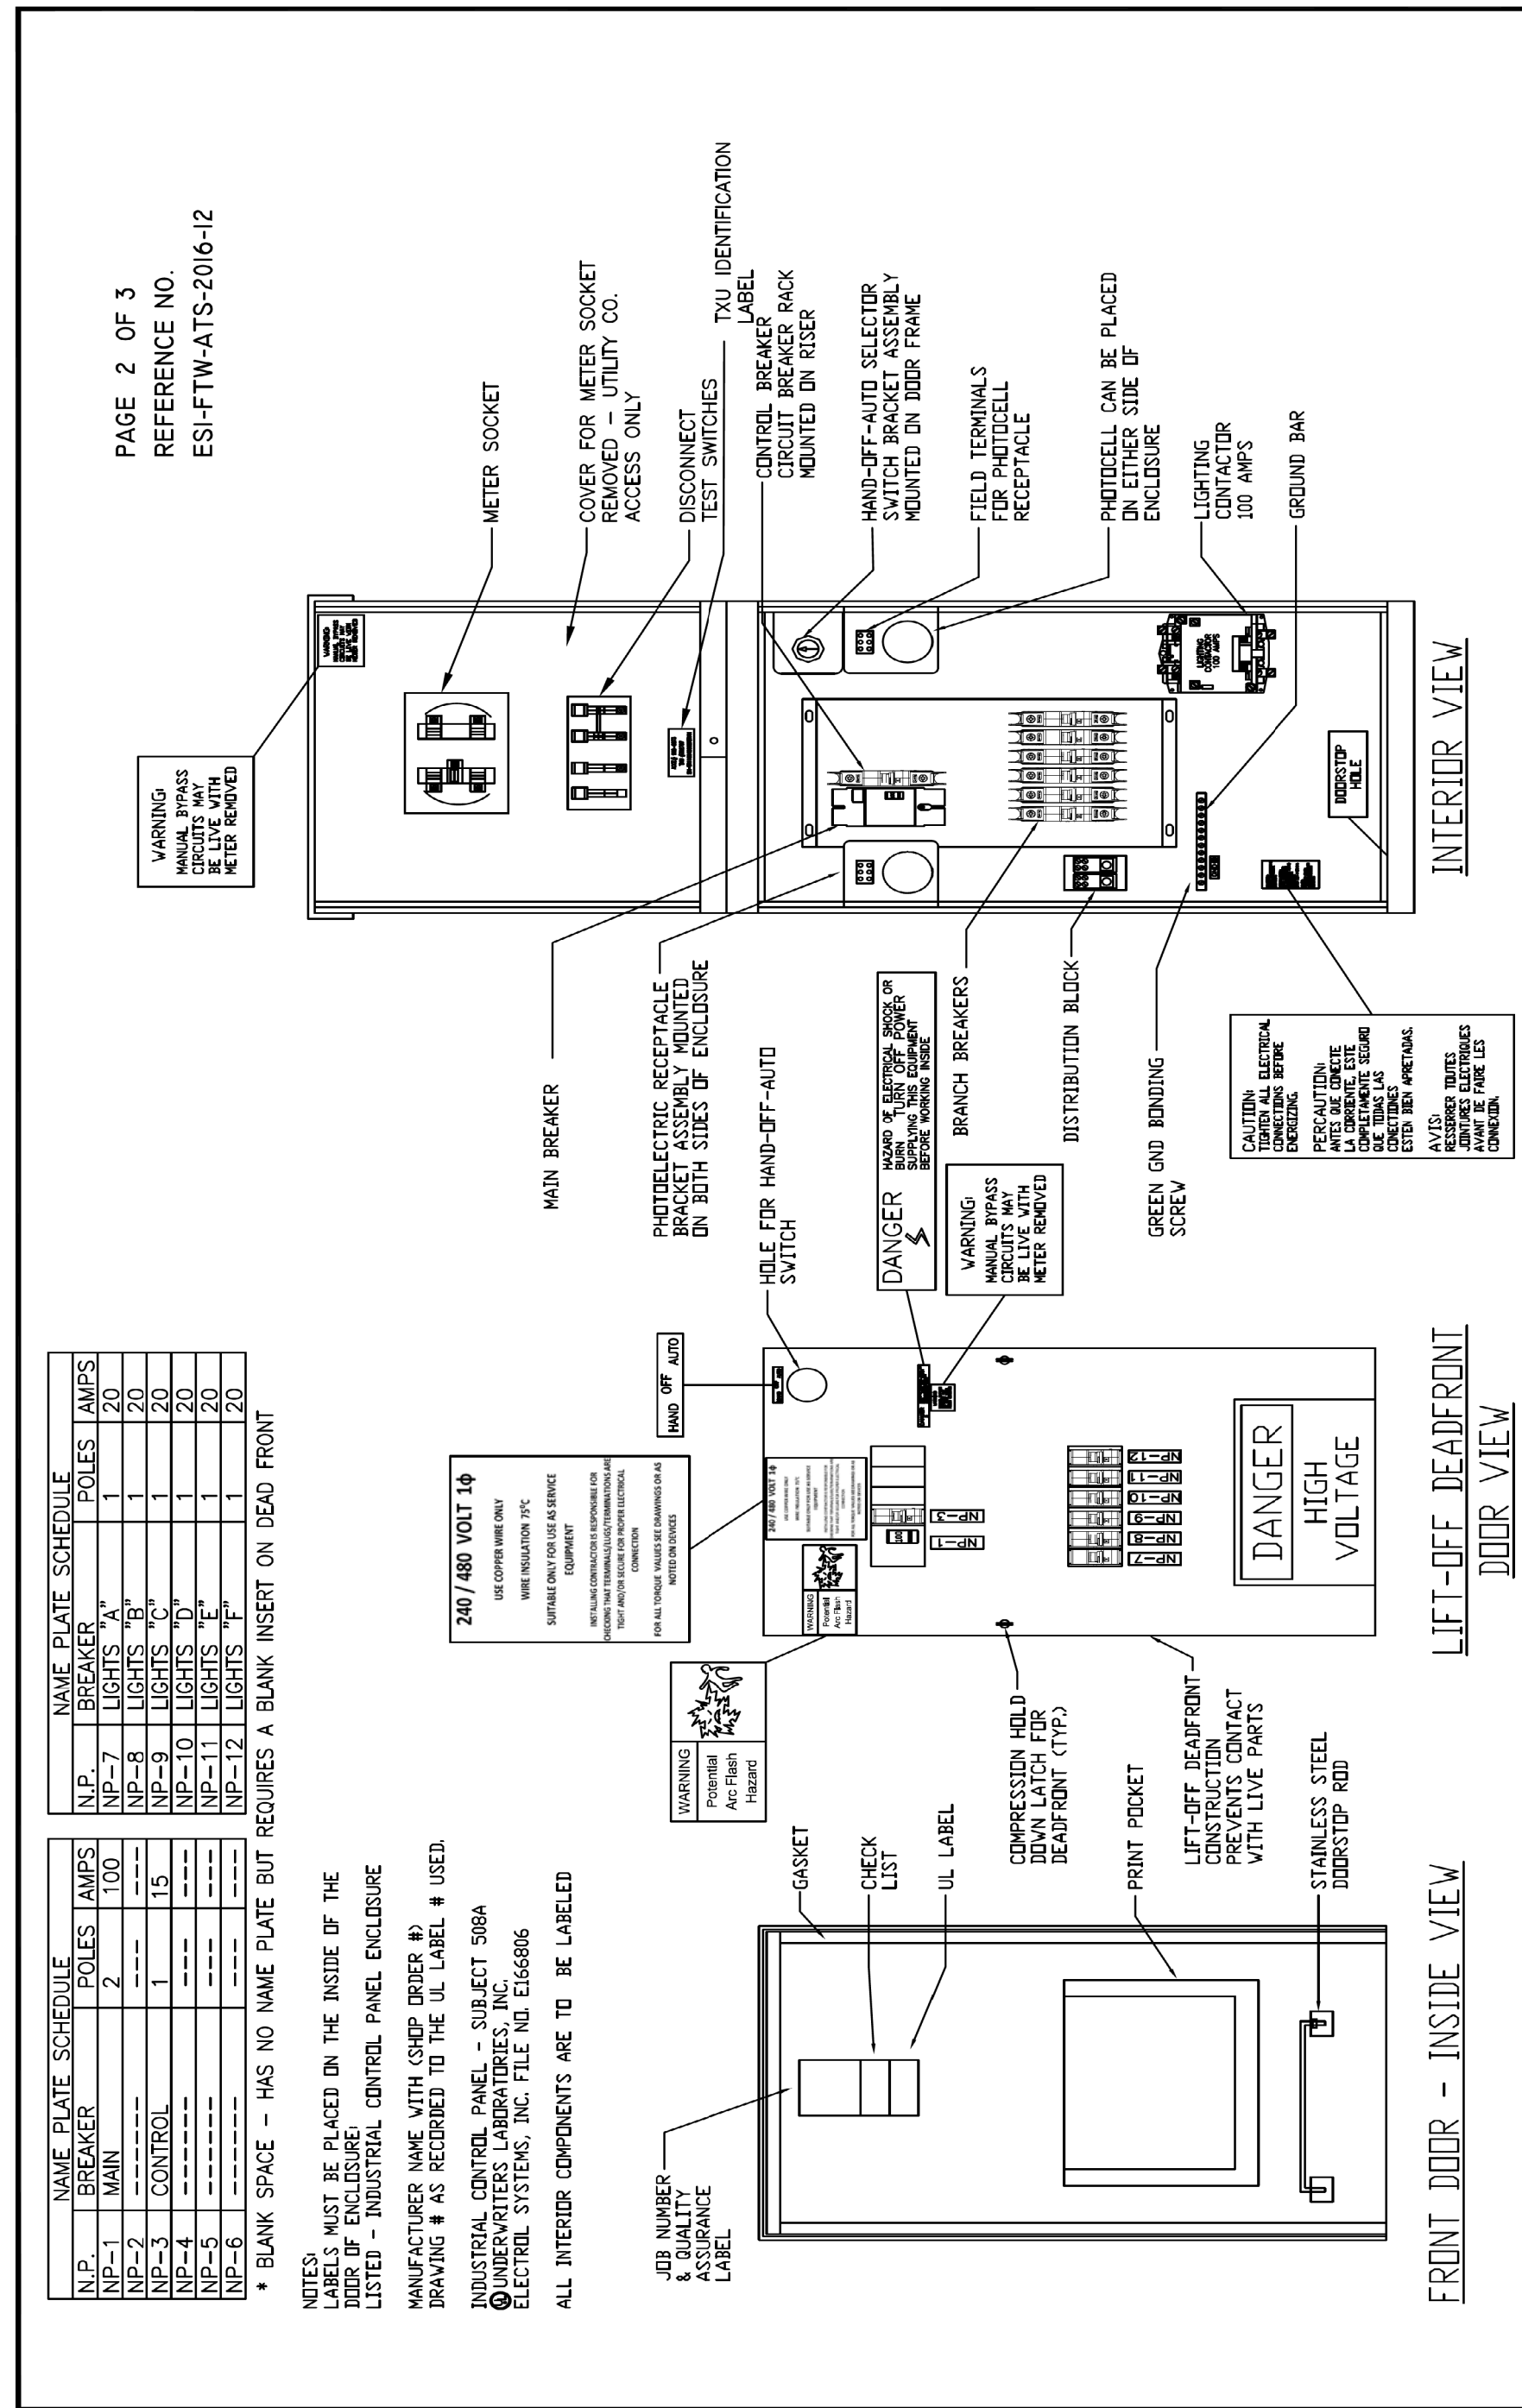 PAGE 2 OF 3
REFERENCE NO.
ESI-FTW-ATS-2016-12
NAME PLATE SCHEDULE
N.P. BREAKER POLES AMPS
NP-1 MAIN 2 100
NP-2 ------ --- ---
NP-3 CONTROL 1 15
NP-4 ------ --- ---
NP-5 ------ --- ---
NP-6 ------ --- ---
NAME PLATE SCHEDULE
N.P. BREAKER POLES AMPS
NP-7 LIGHTS "A" 1 20
NP-8 LIGHTS "B" 1 20
NP-9 LIGHTS "C" 1 20
NP-10 LIGHTS "D" 1 20
NP-11 LIGHTS "E" 1 20
NP-12 LIGHTS "F" 1 20
* BLANK SPACE - HAS NO NAME PLATE BUT REQUIRES A BLANK INSERT ON DEAD FRONT
NOTES:
LABELS MUST BE PLACED ON THE INSIDE OF THE
DOOR OF ENCLOSURE:
LISTED - INDUSTRIAL CONTROL PANEL ENCLOSURE
MANUFACTURER NAME WITH (SHOP ORDER #)
DRAWING # AS RECORDED TO THE UL LABEL # USED.
INDUSTRIAL CONTROL PANEL - SUBJECT 508A
UNDERWRITERS LABORATORIES, INC.
ELECTROL SYSTEMS, INC. FILE NO. E166806
ALL INTERIOR COMPONENTS ARE TO BE LABELED
JOB NUMBER
& QUALITY
ASSURANCE
LABEL
GASKET
CHECK
LIST
UL LABEL
PRINT POCKET
STAINLESS STEEL
DOORSTOP ROD
FRONT DOOR - INSIDE VIEW
WARNING
Potential
Arc Flash
Hazard
240 / 480 VOLT 1ϕ
USE COPPER WIRE ONLY
WIRE INSULATION 75⁰C
SUITABLE ONLY FOR USE AS SERVICE
EQUIPMENT
INSTALLING CONTRACTOR IS RESPONSIBLE FOR
CHECKING THAT TERMINALS/LUGS/TERMINATIONS ARE
TIGHT AND/OR SECURE FOR PROPER ELECTRICAL
CONNECTION
FOR ALL TORQUE VALUES SEE DRAWINGS OR AS
NOTED ON DEVICES
HAND OFF AUTO
HOLE FOR HAND-OFF-AUTO
SWITCH
WARNING
Potential
Arc Flash
Hazard
240 / 480 VOLT 1ϕ
100
NP-1
NP-3
NP-7
NP-8
NP-9
NP-10
NP-11
NP-12
DANGER
HAZARD OF ELECTRICAL SHOCK OR
BURN TURN OFF POWER
SUPPLYING THIS EQUIPMENT
BEFORE WORKING INSIDE
WARNING:
MANUAL BYPASS
CIRCUITS MAY
BE LIVE WITH
METER REMOVED
DANGER
HIGH
VOLTAGE
COMPRESSION HOLD
DOWN LATCH FOR
DEADFRONT (TYP.)
LIFT-OFF DEADFRONT
CONSTRUCTION
PREVENTS CONTACT
WITH LIVE PARTS
LIFT-OFF DEADFRONT
DOOR VIEW
WARNING:
MANUAL BYPASS
CIRCUITS MAY
BE LIVE WITH
METER REMOVED
METER SOCKET
COVER FOR METER SOCKET
REMOVED - UTILITY CO.
ACCESS ONLY
DISCONNECT
TEST SWITCHES
TXU IDENTIFICATION
LABEL
CONTROL BREAKER
CIRCUIT BREAKER RACK
MOUNTED ON RISER
HAND-OFF-AUTO SELECTOR
SWITCH BRACKET ASSEMBLY
MOUNTED ON DOOR FRAME
FIELD TERMINALS
FOR PHOTOCELL
RECEPTACLE
PHOTOCELL CAN BE PLACED
ON EITHER SIDE OF
ENCLOSURE
LIGHTING
CONTACTOR
100 AMPS
GROUND BAR
LIGHTING
CONTACTOR
100 AMPS
MAIN BREAKER
PHOTOELECTRIC RECEPTACLE
BRACKET ASSEMBLY MOUNTED
ON BOTH SIDES OF ENCLOSURE
BRANCH BREAKERS
DISTRIBUTION BLOCK
GREEN GND BONDING
SCREW
DOORSTOP
HOLE
CAUTION:
TIGHTEN ALL ELECTRICAL
CONNECTIONS BEFORE
ENERGIZING.
PERCAUTION:
ANTES QUE CONECTE
LA CORRIENTE, ESTE
COMPLETAMENTE SEGURO
QUE TODAS LAS
CONECTIONES
ESTEN BIEN APRETADAS.
AVIS:
RESSERRER TOUTES
JOINTURES ELECTRIQUES
AVANT DE FAIRE LES
CONNEXION.
INTERIOR VIEW